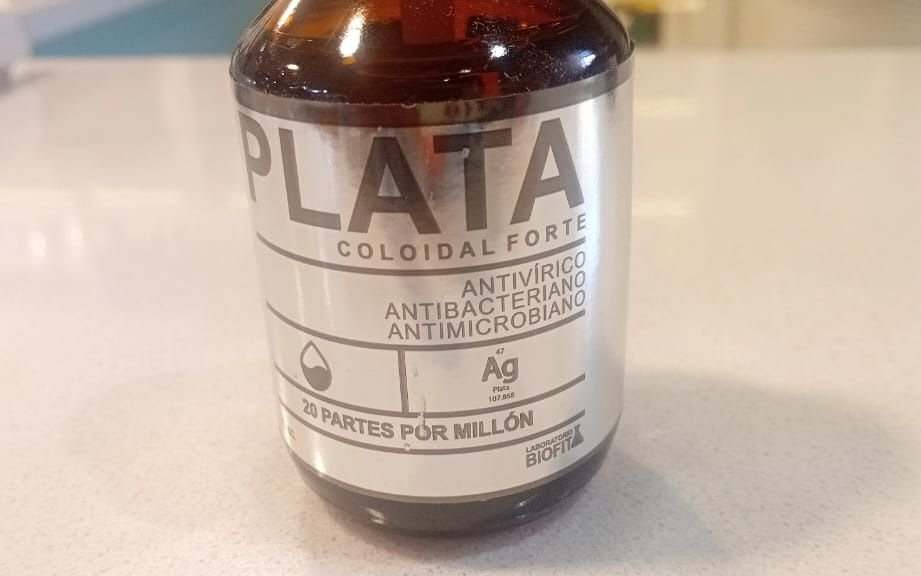 PLATA
COLOIDAL FORTE
ANTIVÍRICO
ANTIBACTERIANO
ANTIMICROBIANO
47
Ag
Plata
107.868
20 PARTES POR MILLÓN
LABORATORIO
BIOFIT